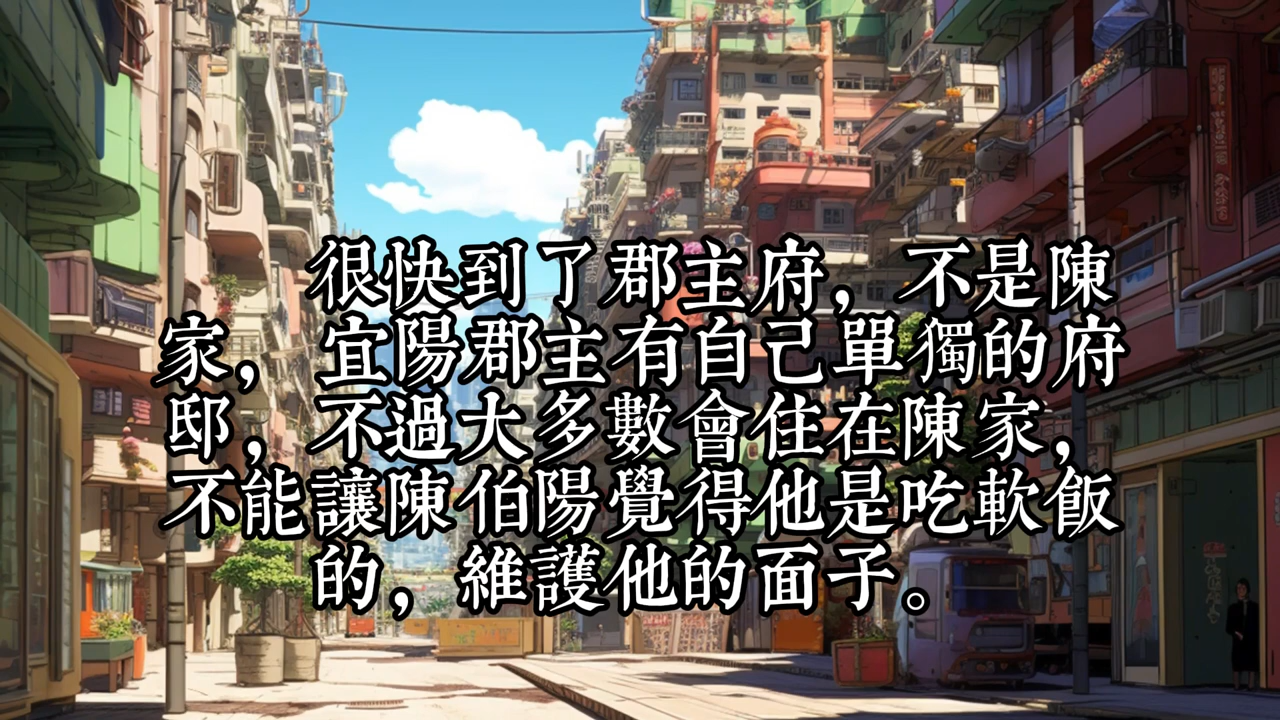 很快到了郡主府，不是陳
家，宜陽郡主有自己單獨的府
邸，不過大多數會住在陳家，
不能讓陳伯陽覺得他是吃軟飯
的，維護他的面子。